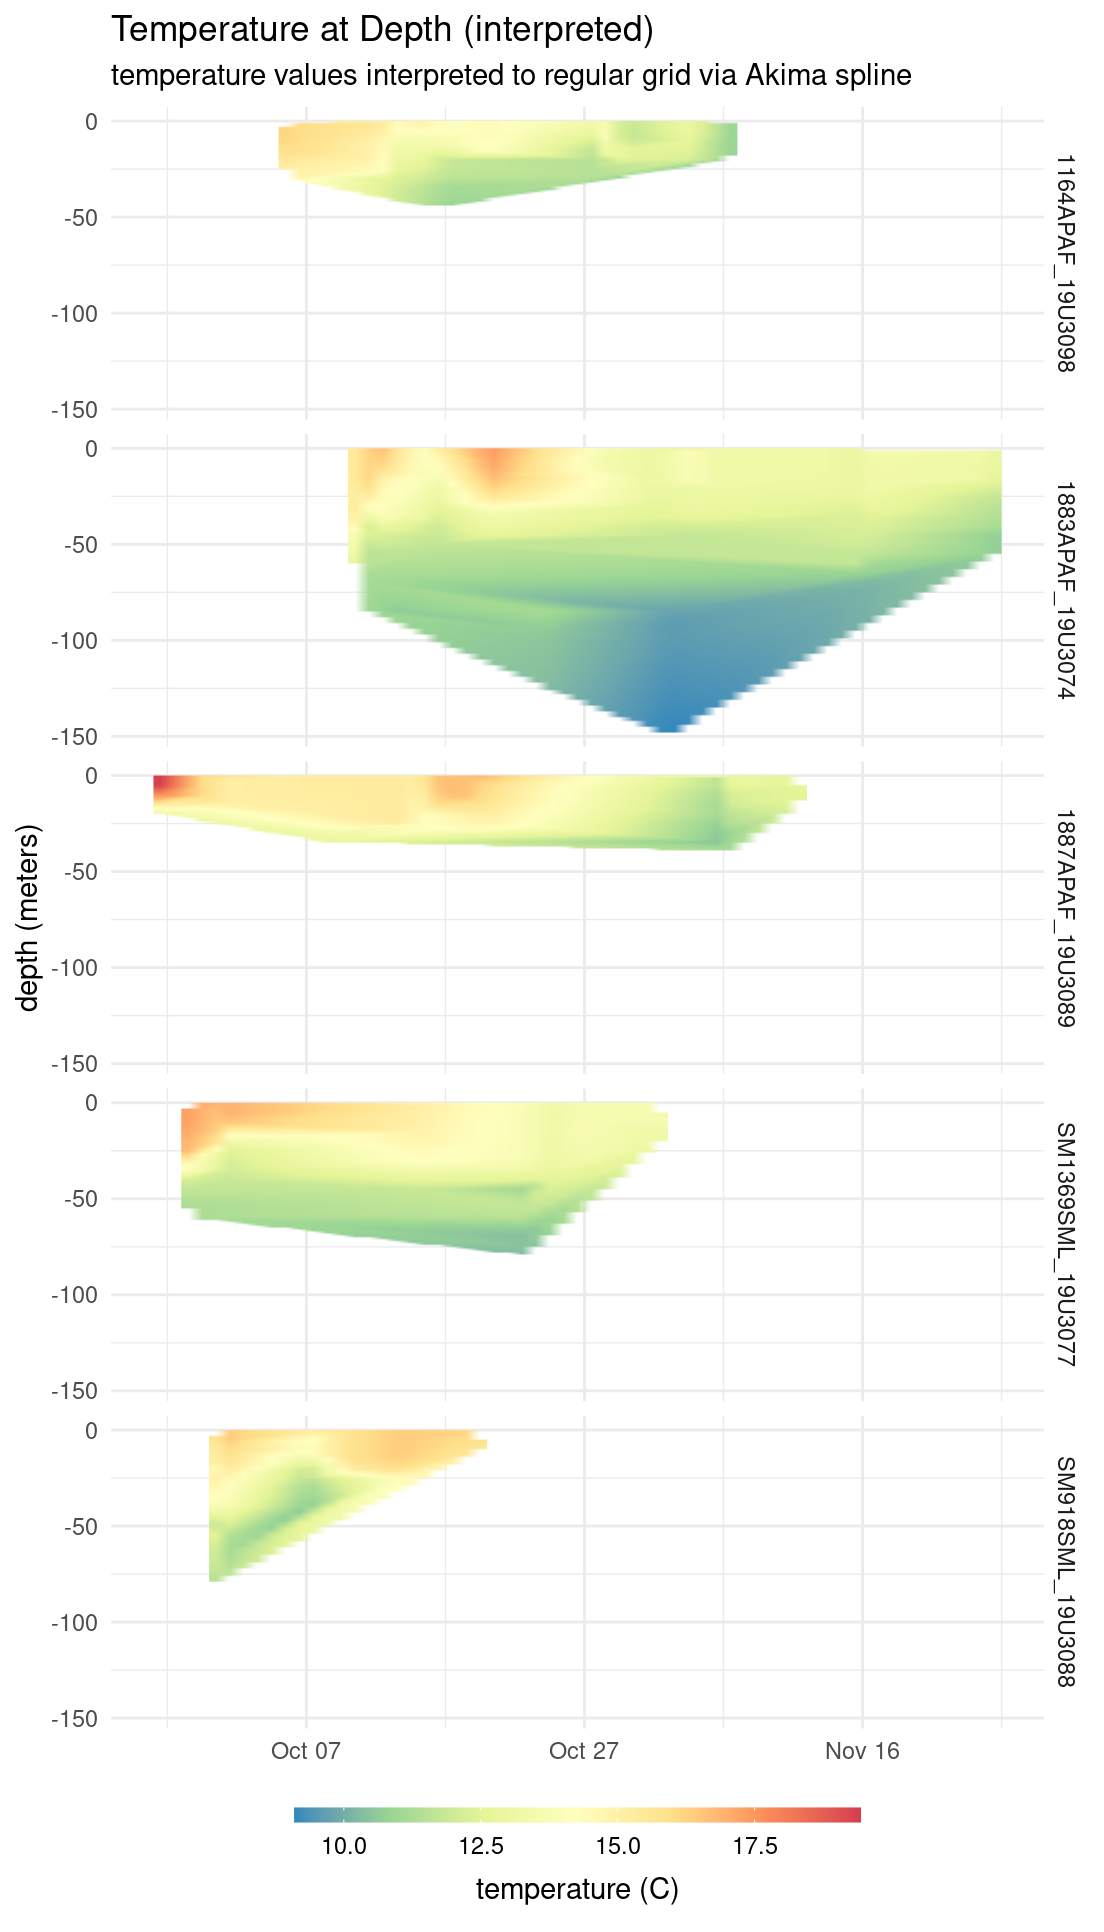 Temperature at Depth (interpreted)
temperature values interpreted to regular grid via Akima spline
depth (meters)
0
-50
-100
-150
1164APAF_19U3098
0
-50
-100
-150
1883APAF_19U3074
0
-50
-100
-150
1887APAF_19U3089
0
-50
-100
-150
SM1369SML_19U3077
0
-50
-100
-150
SM918SML_19U3088
Oct 07 Oct 27 Nov 16
10.0 12.5 15.0 17.5
temperature (C)